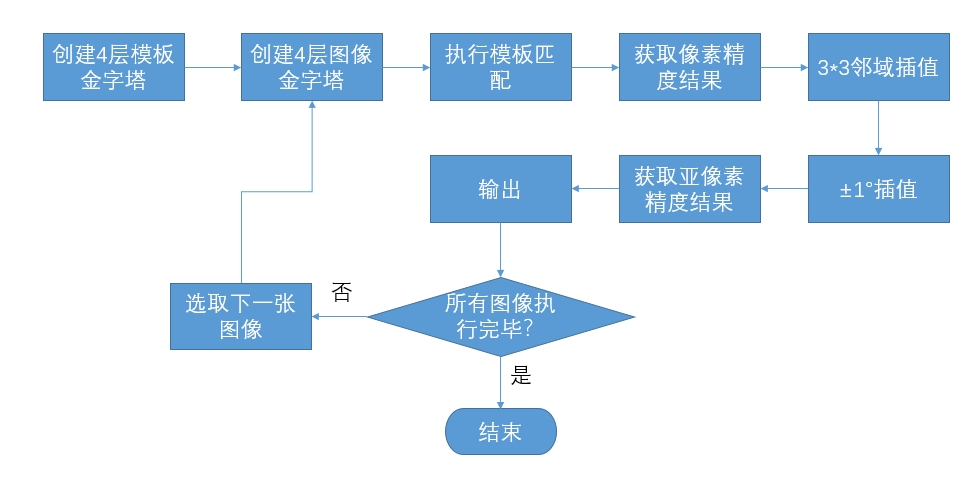 创建4层模板
金字塔
创建4层图像
金字塔
执行模板匹
配
获取像素精
度结果
3*3邻域插值
±1°插值
获取亚像素
精度结果
输出
所有图像执
行完毕?
否
选取下一张
图像
是
结束